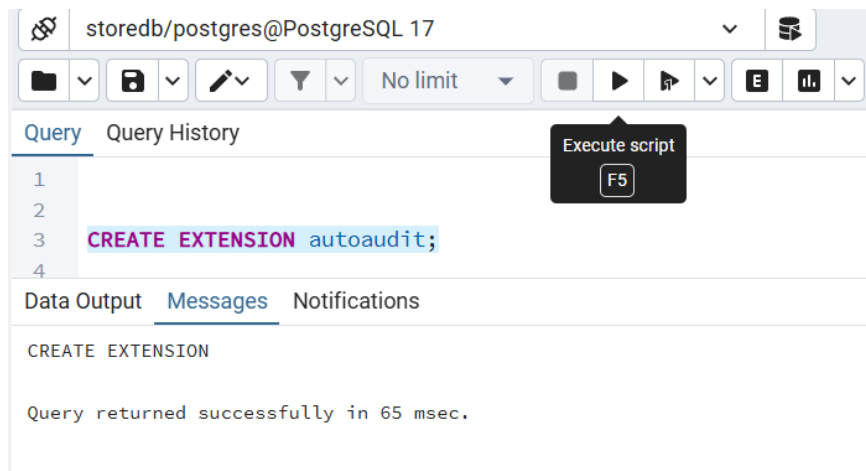 storedb/postgres@PostgreSQL 17
No limit
E
Query Query History
Execute script
F5
1
2
3 CREATE EXTENSION autoaudit;
4
Data Output Messages Notifications
CREATE EXTENSION
Query returned successfully in 65 msec.